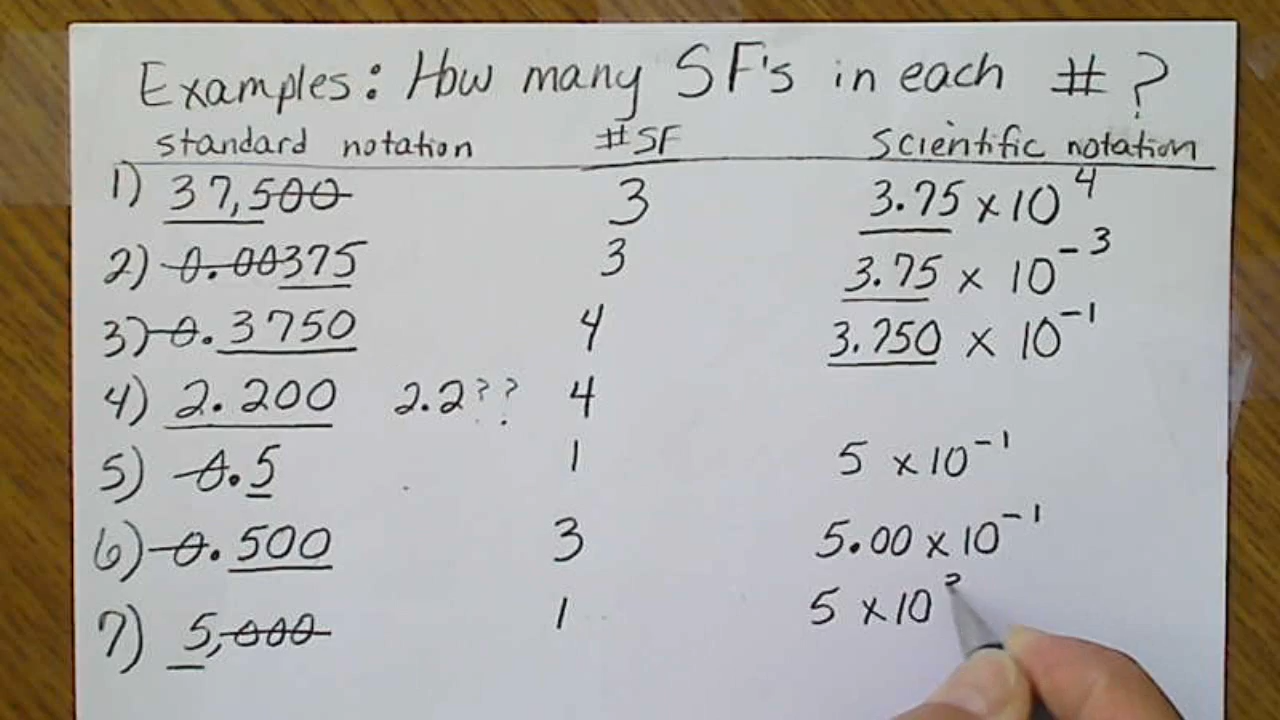 Examples: How many SF's in each # ?
standard notation #SF Scientific notation
1) 37,500 3 3.75 x 10^4
2) 0.00375 3 3.75 x 10^-3
3) 0.3750 4 3.750 x 10^-1
4) 2.200 2.2?? 4
5) 0.5 1 5 x 10^-1
6) 0.500 3 5.00 x 10^-1
7) 5,000 1 5 x 10